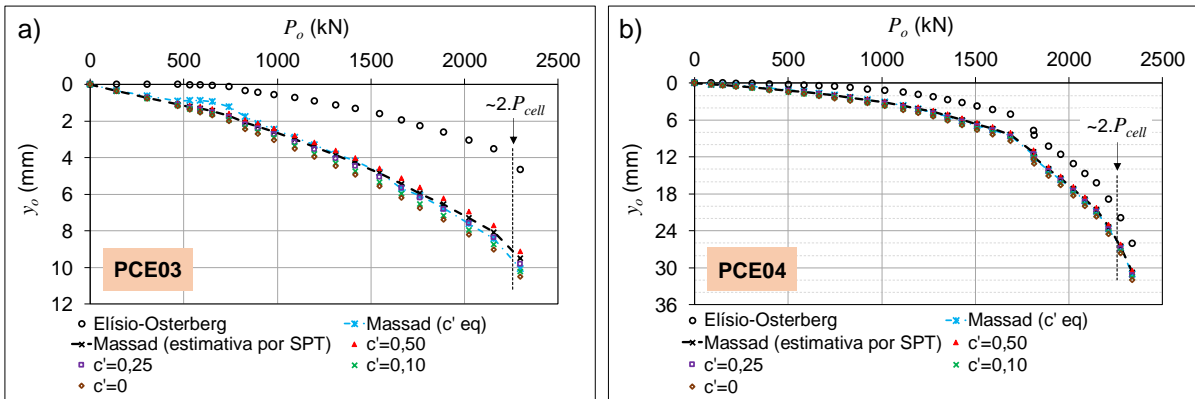 a)
P_o (kN)
0 500 1000 1500 2000 2500
0
2
4
6
8
10
12
y_o (mm)
~2.P_cell
PCE03
Elísio-Osterberg
Massad (c' eq)
Massad (estimativa por SPT)
c'=0,50
c'=0,25
c'=0,10
c'=0
b)
P_o (kN)
0 500 1000 1500 2000 2500
0
6
12
18
24
30
36
y_o (mm)
~2.P_cell
PCE04
Elísio-Osterberg
Massad (c' eq)
Massad (estimativa por SPT)
c'=0,50
c'=0,25
c'=0,10
c'=0